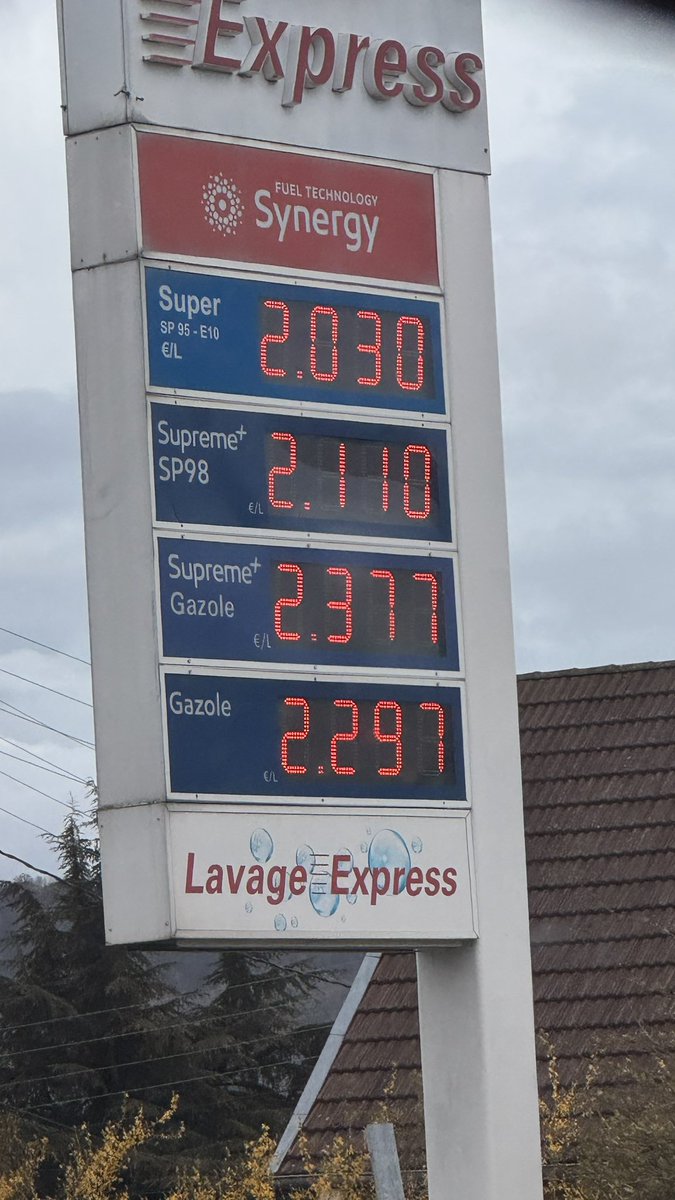 Express
FUEL TECHNOLOGY
Synergy
Super
SP 95 - E10
€/L
2.030
Supreme+
SP98
€/L
2.110
Supreme+
Gazole
€/L
2.377
Gazole
€/L
2.297
Lavage Express